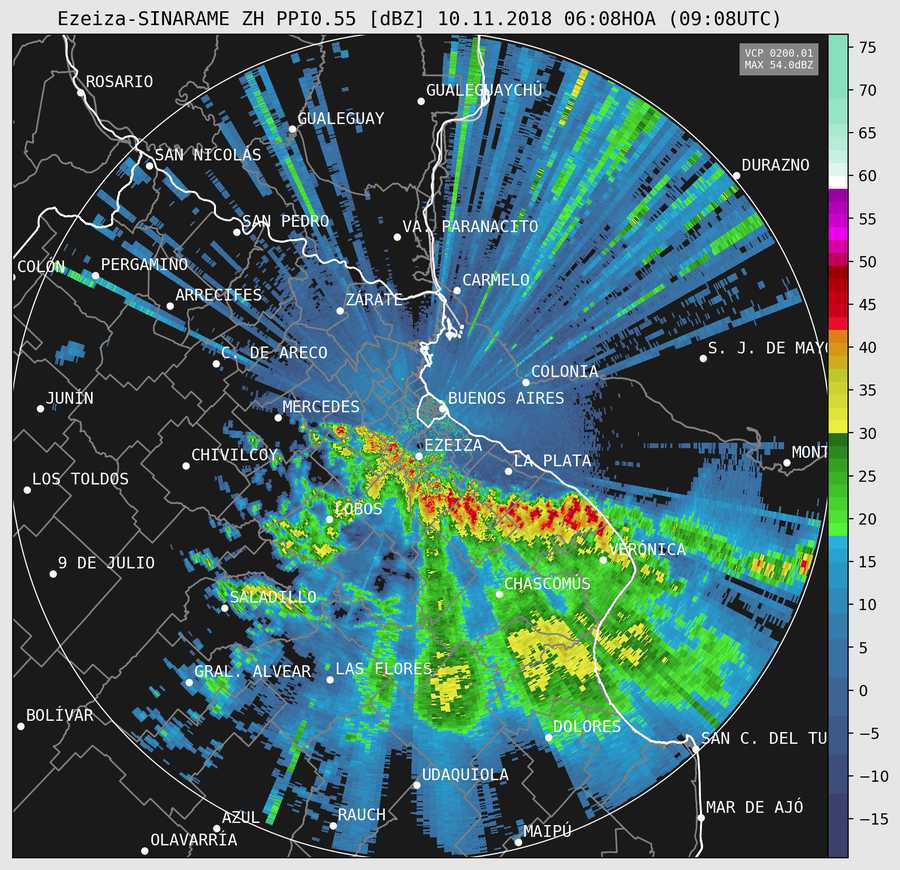 Ezeiza-SINARAME ZH PPI0.55 [dBZ] 10.11.2018 06:08HOA (09:08UTC)
VCP 0200.01
MAX 54.0dBZ
ROSARIO
GUALEGUAYCHÚ
GUALEGUAY
SAN NICOLÁS
DURAZNO
SAN PEDRO
VA. PARANACITO
COLÓN
PERGAMINO
CARMELO
ARRECIFES
ZÁRATE
C. DE ARECO
S. J. DE MAYO
COLONIA
JUNÍN
MERCEDES
BUENOS AIRES
EZEIZA
CHIVILCOY
LA PLATA
MONT
LOS TOLDOS
LOBOS
VERÓNICA
9 DE JULIO
CHASCOMÚS
SALADILLO
GRAL. ALVEAR
LAS FLORES
BOLÍVAR
DOLORES
SAN C. DEL TU
UDAQUIOLA
MAR DE AJÓ
AZUL
RAUCH
MAIPÚ
OLAVARRÍA
75
70
65
60
55
50
45
40
35
30
25
20
15
10
5
0
−5
−10
−15